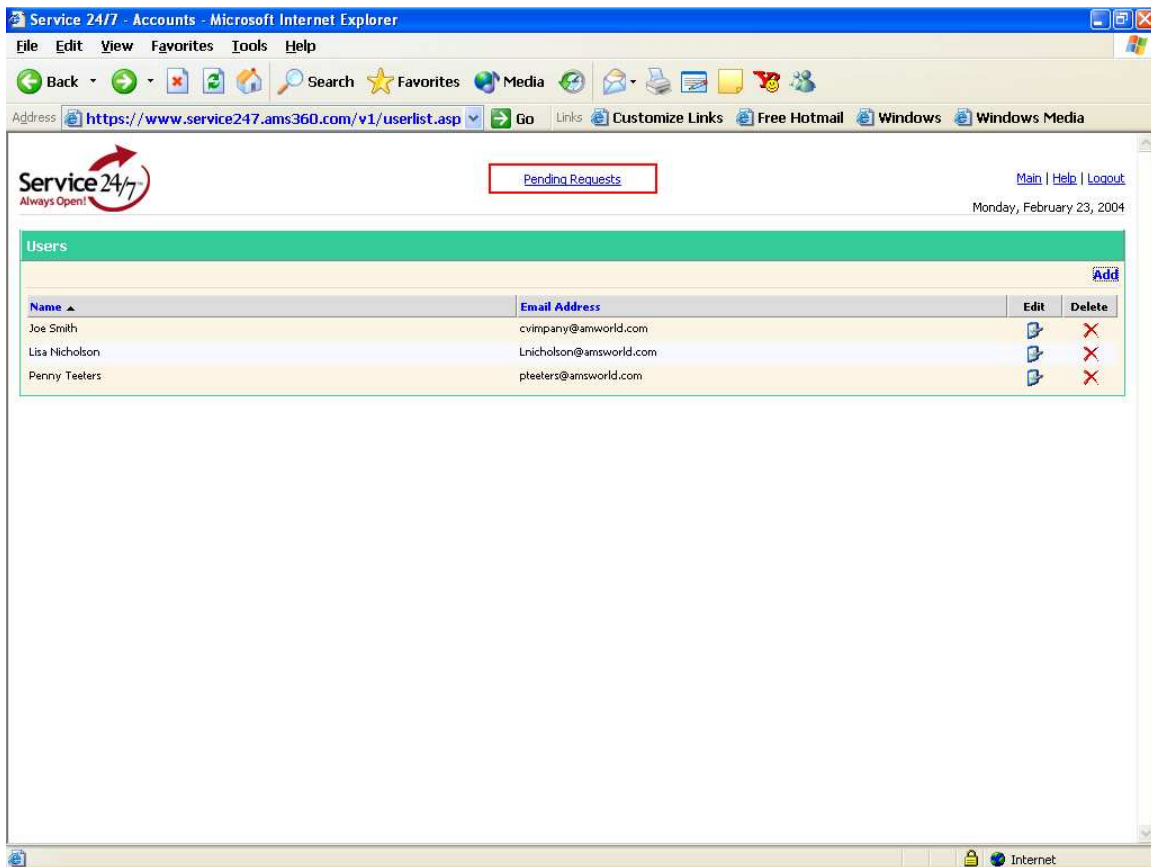 Service 24/7 - Accounts - Microsoft Internet Explorer
File Edit View Favorites Tools Help
Back Search Favorites Media
Address https://www.service247.ams360.com/v1/userlist.asp Go Links Customize Links Free Hotmail Windows Windows Media
Service 24/7
Always Open!
Pending Requests
Main | Help | Logout
Monday, February 23, 2004
Users
Add
Name Email Address Edit Delete
Joe Smith cvimpany@amworld.com
Lisa Nicholson Lnicholson@amsworld.com
Penny Teeters pteeters@amsworld.com
Internet